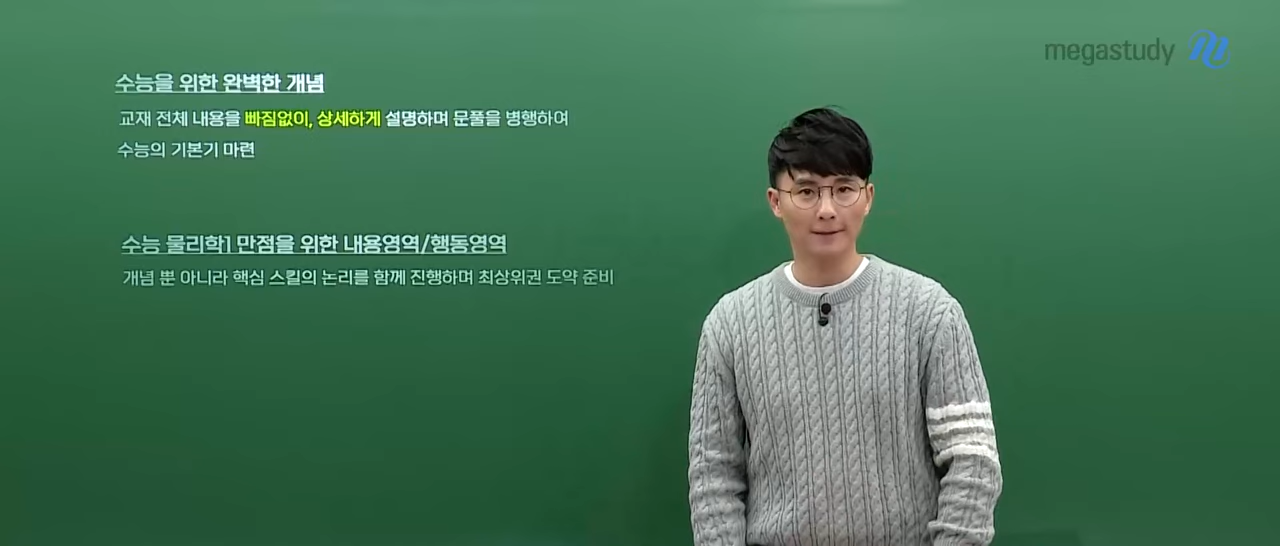 megastudy
수능을 위한 완벽한 개념
교재 전체 내용을 빠짐없이, 상세하게 설명하며 문풀을 병행하여
수능의 기본기 마련
수능 물리학1 만점을 위한 내용영역/행동영역
개념 뿐 아니라 핵심 스킬의 논리를 함께 진행하며 최상위권 도약 준비